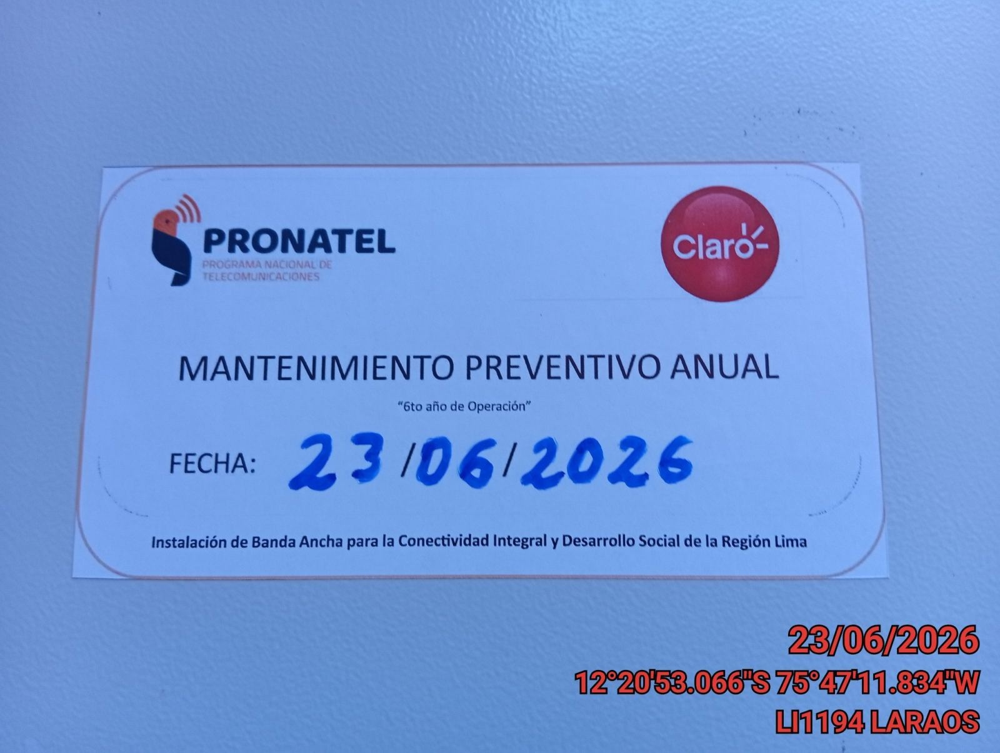 PRONATEL
PROGRAMA NACIONAL DE
TELECOMUNICACIONES
Claro
MANTENIMIENTO PREVENTIVO ANUAL
“6to año de Operación”
FECHA: 23/06/2026
Instalación de Banda Ancha para la Conectividad Integral y Desarrollo Social de la Región Lima
23/06/2026
12°20'53.066"S 75°47'11.834"W
LI1194 LARAOS